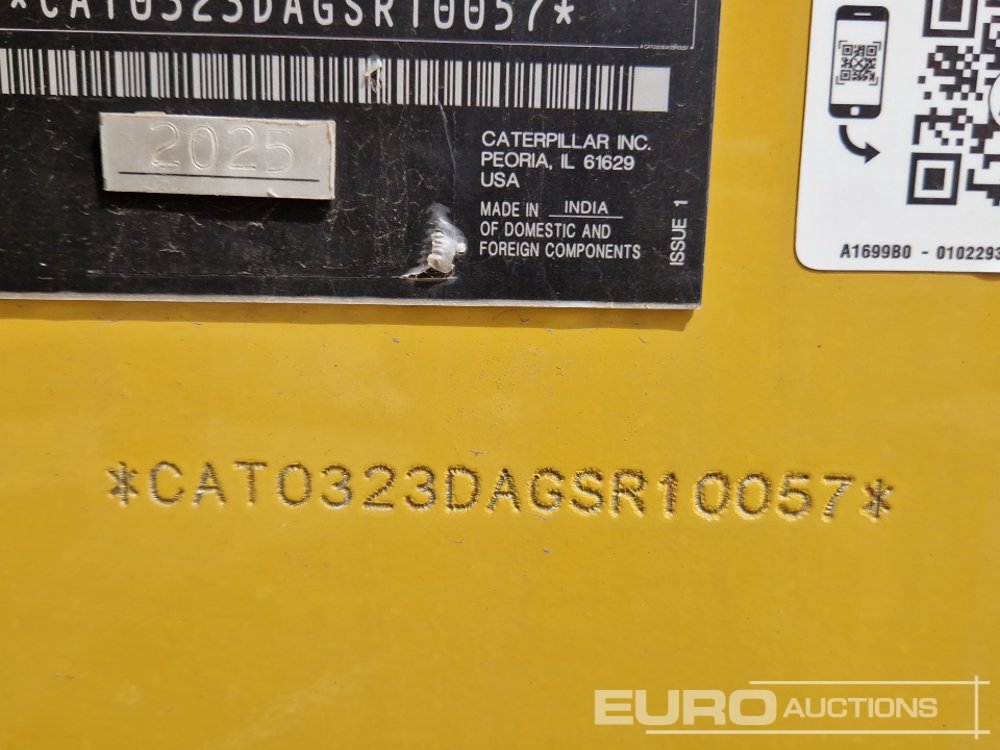 *CAT0323DAGSR10057*
2025
CATERPILLAR INC.
PEORIA, IL 61629
USA
MADE IN INDIA
OF DOMESTIC AND
FOREIGN COMPONENTS
ISSUE 1
A1699B0 - 0102293
*CAT0323DAGSR10057*
EURO AUCTIONS